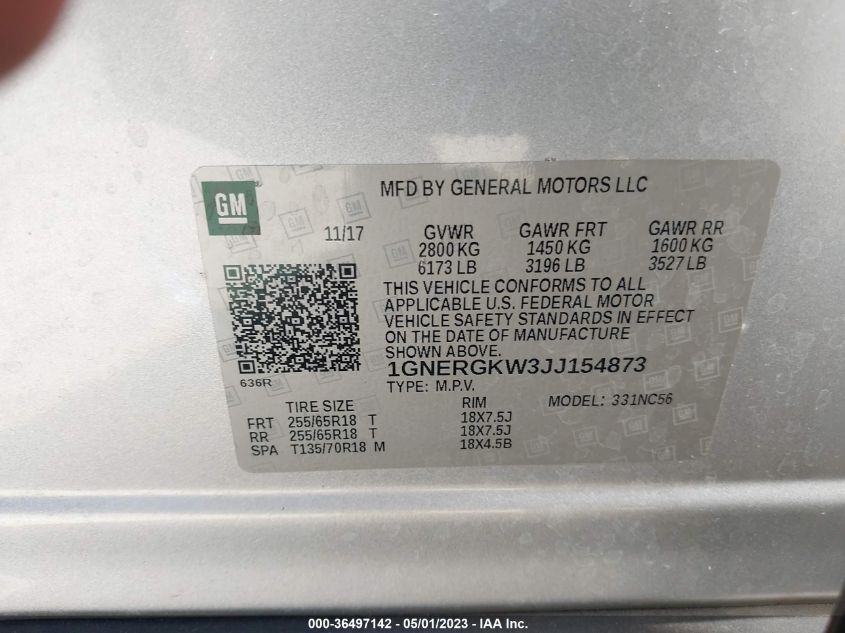 GM
MFD BY GENERAL MOTORS LLC
11/17
GVWR GAWR FRT GAWR RR
2800 KG 1450 KG 1600 KG
6173 LB 3196 LB 3527 LB
THIS VEHICLE CONFORMS TO ALL
APPLICABLE U.S. FEDERAL MOTOR
VEHICLE SAFETY STANDARDS IN EFFECT
ON THE DATE OF MANUFACTURE
SHOWN ABOVE.
1GNERGKW3JJ154873
636R
TYPE: M.P.V.
TIRE SIZE RIM MODEL: 331NC56
FRT 255/65R18 T 18X7.5J
RR 255/65R18 T 18X7.5J
SPA T135/70R18 M 18X4.5B
000-36497142 - 05/01/2023 - IAAI.com